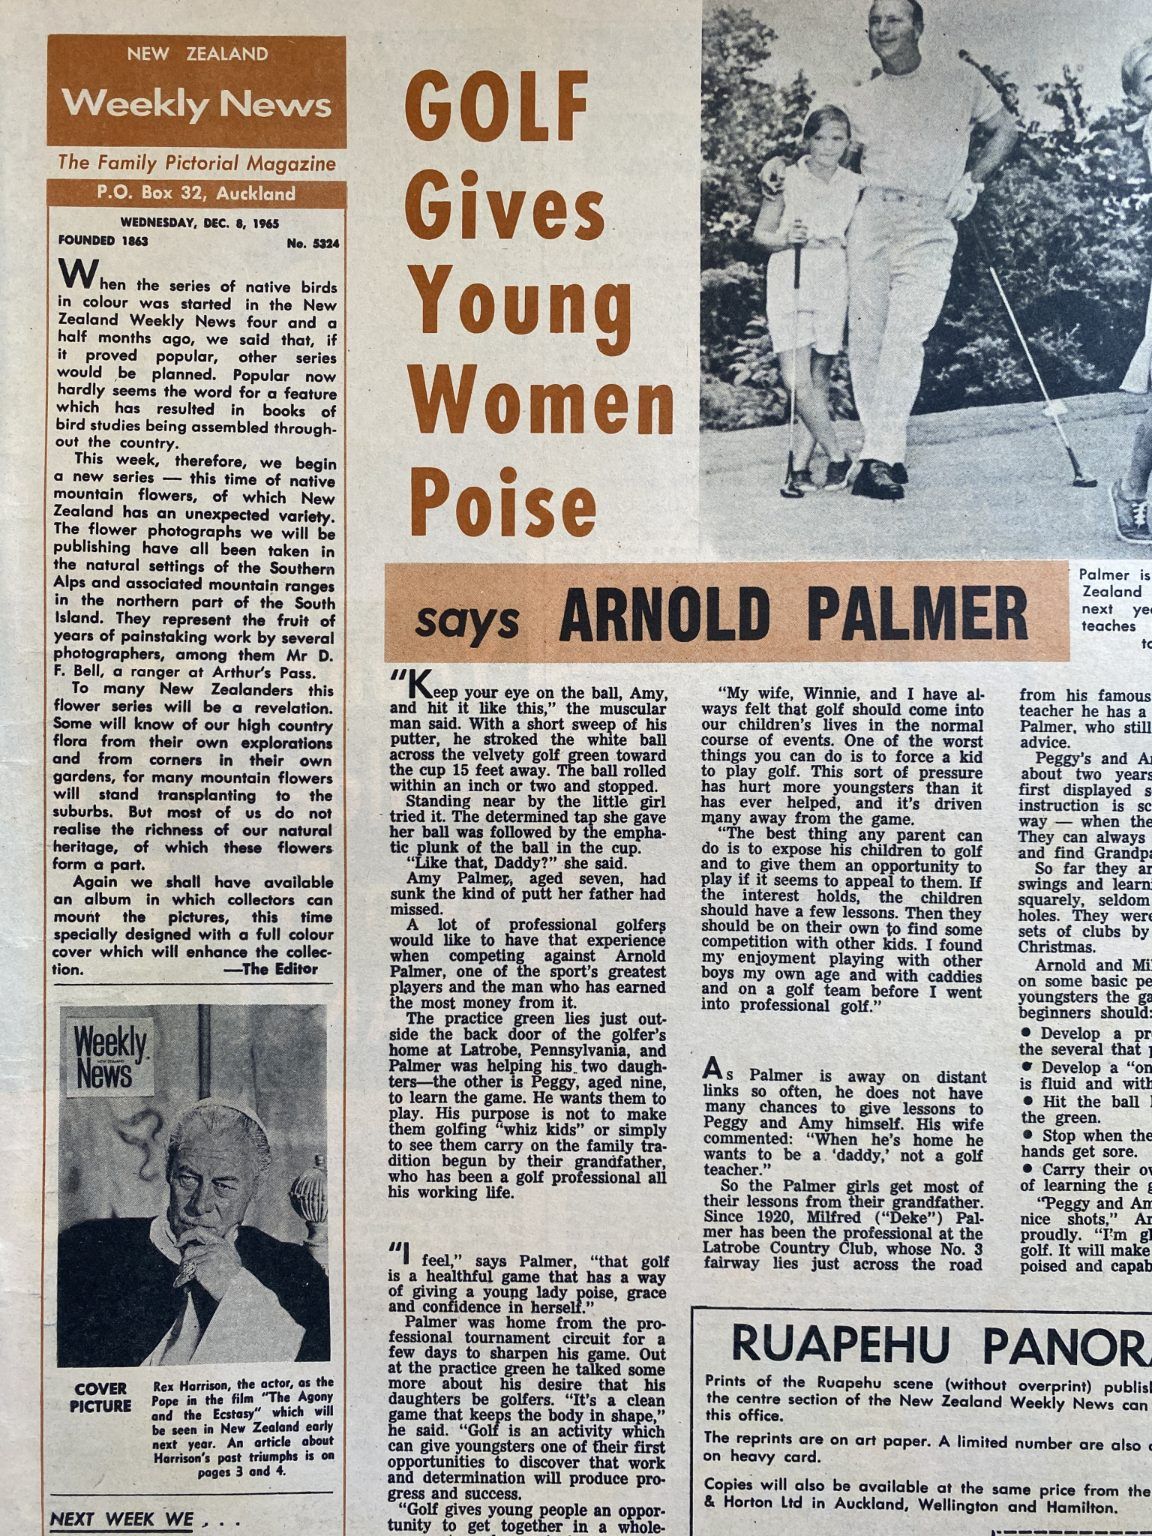 NEW ZEALAND
Weekly News
The Family Pictorial Magazine
P.O. Box 32, Auckland
WEDNESDAY, DEC. 8, 1965
FOUNDED 1863 No. 5324
When the series of native birds
in colour was started in the New
Zealand Weekly News four and a
half months ago, we said that, if
it proved popular, other series
would be planned. Popular now
hardly seems the word for a feature
which has resulted in books of
bird studies being assembled through-
out the country.
This week, therefore, we begin
a new series — this time of native
mountain flowers, of which New
Zealand has an unexpected variety.
The flower photographs we will be
publishing have all been taken in
the natural settings of the Southern
Alps and associated mountain ranges
in the northern part of the South
Island. They represent the fruit of
years of painstaking work by several
photographers, among them Mr D.
F. Bell, a ranger at Arthur's Pass.
To many New Zealanders this
flower series will be a revelation.
Some will know of our high country
flora from their own explorations
and from corners in their own
gardens, for many mountain flowers
will stand transplanting to the
suburbs. But most of us do not
realise the richness of our natural
heritage, of which these flowers
form a part.
Again we shall have available
an album in which collectors can
mount the pictures, this time
specially designed with a full colour
cover which will enhance the collec-
tion. —The Editor
Weekly
NEW ZEALAND
News
COVER
PICTURE
Rex Harrison, the actor, as the
Pope in the film "The Agony
and the Ecstasy" which will
be seen in New Zealand early
next year. An article about
Harrison's past triumphs is on
pages 3 and 4.
NEXT WEEK WE . . .
GOLF
Gives
Young
Women
Poise
says ARNOLD PALMER
Palmer is
Zealand
next ye
teaches
to
"Keep your eye on the ball, Amy,
and hit it like this," the muscular
man said. With a short sweep of his
putter, he stroked the white ball
across the velvety golf green toward
the cup 15 feet away. The ball rolled
within an inch or two and stopped.
Standing near by the little girl
tried it. The determined tap she gave
her ball was followed by the empha-
tic plunk of the ball in the cup.
"Like that, Daddy?" she said.
Amy Palmer, aged seven, had
sunk the kind of putt her father had
missed.
A lot of professional golfers
would like to have that experience
when competing against Arnold
Palmer, one of the sport's greatest
players and the man who has earned
the most money from it.
The practice green lies just out-
side the back door of the golfer's
home at Latrobe, Pennsylvania, and
Palmer was helping his two daugh-
ters—the other is Peggy, aged nine,
to learn the game. He wants them to
play. His purpose is not to make
them golfing "whiz kids" or simply
to see them carry on the family tra-
dition begun by their grandfather,
who has been a golf professional all
his working life.
"I feel," says Palmer, "that golf
is a healthful game that has a way
of giving a young lady poise, grace
and confidence in herself."
Palmer was home from the pro-
fessional tournament circuit for a
few days to sharpen his game. Out
at the practice green he talked some
more about his desire that his
daughters be golfers. "It's a clean
game that keeps the body in shape,"
he said. "Golf is an activity which
can give youngsters one of their first
opportunities to discover that work
and determination will produce pro-
gress and success.
"Golf gives young people an oppor-
tunity to get together in a whole-
"My wife, Winnie, and I have al-
ways felt that golf should come into
our children's lives in the normal
course of events. One of the worst
things you can do is to force a kid
to play golf. This sort of pressure
has hurt more youngsters than it
has ever helped, and it's driven
many away from the game.
"The best thing any parent can
do is to expose his children to golf
and to give them an opportunity to
play if it seems to appeal to them. If
the interest holds, the children
should have a few lessons. Then they
should be on their own to find some
competition with other kids. I found
my enjoyment playing with other
boys my own age and with caddies
and on a golf team before I went
into professional golf."
As Palmer is away on distant
links so often, he does not have
many chances to give lessons to
Peggy and Amy himself. His wife
commented: "When he's home he
wants to be a 'daddy,' not a golf
teacher."
So the Palmer girls get most of
their lessons from their grandfather.
Since 1920, Milfred ("Deke") Pal-
mer has been the professional at the
Latrobe Country Club, whose No. 3
fairway lies just across the road
from his famous
teacher he has a
Palmer, who still
advice.
Peggy's and A
about two years
first displayed s
instruction is sc
way — when the
They can always
and find Grandpa
So far they ar
swings and learni
squarely, seldom
holes. They were
sets of clubs by
Christmas.
Arnold and Mi
on some basic pe
youngsters the ga
beginners should:
● Develop a pr
the several that p
● Develop a "on
is fluid and with
● Hit the ball
the green.
● Stop when the
hands get sore.
● Carry their ow
of learning the g
"Peggy and Am
nice shots," Ar
proudly. "I'm gl
golf. It will make
poised and capab
RUAPEHU PANORA
Prints of the Ruapehu scene (without overprint) publis
the centre section of the New Zealand Weekly News can
this office.
The reprints are on art paper. A limited number are also
on heavy card.
Copies will also be available at the same price from the
& Horton Ltd in Auckland, Wellington and Hamilton.